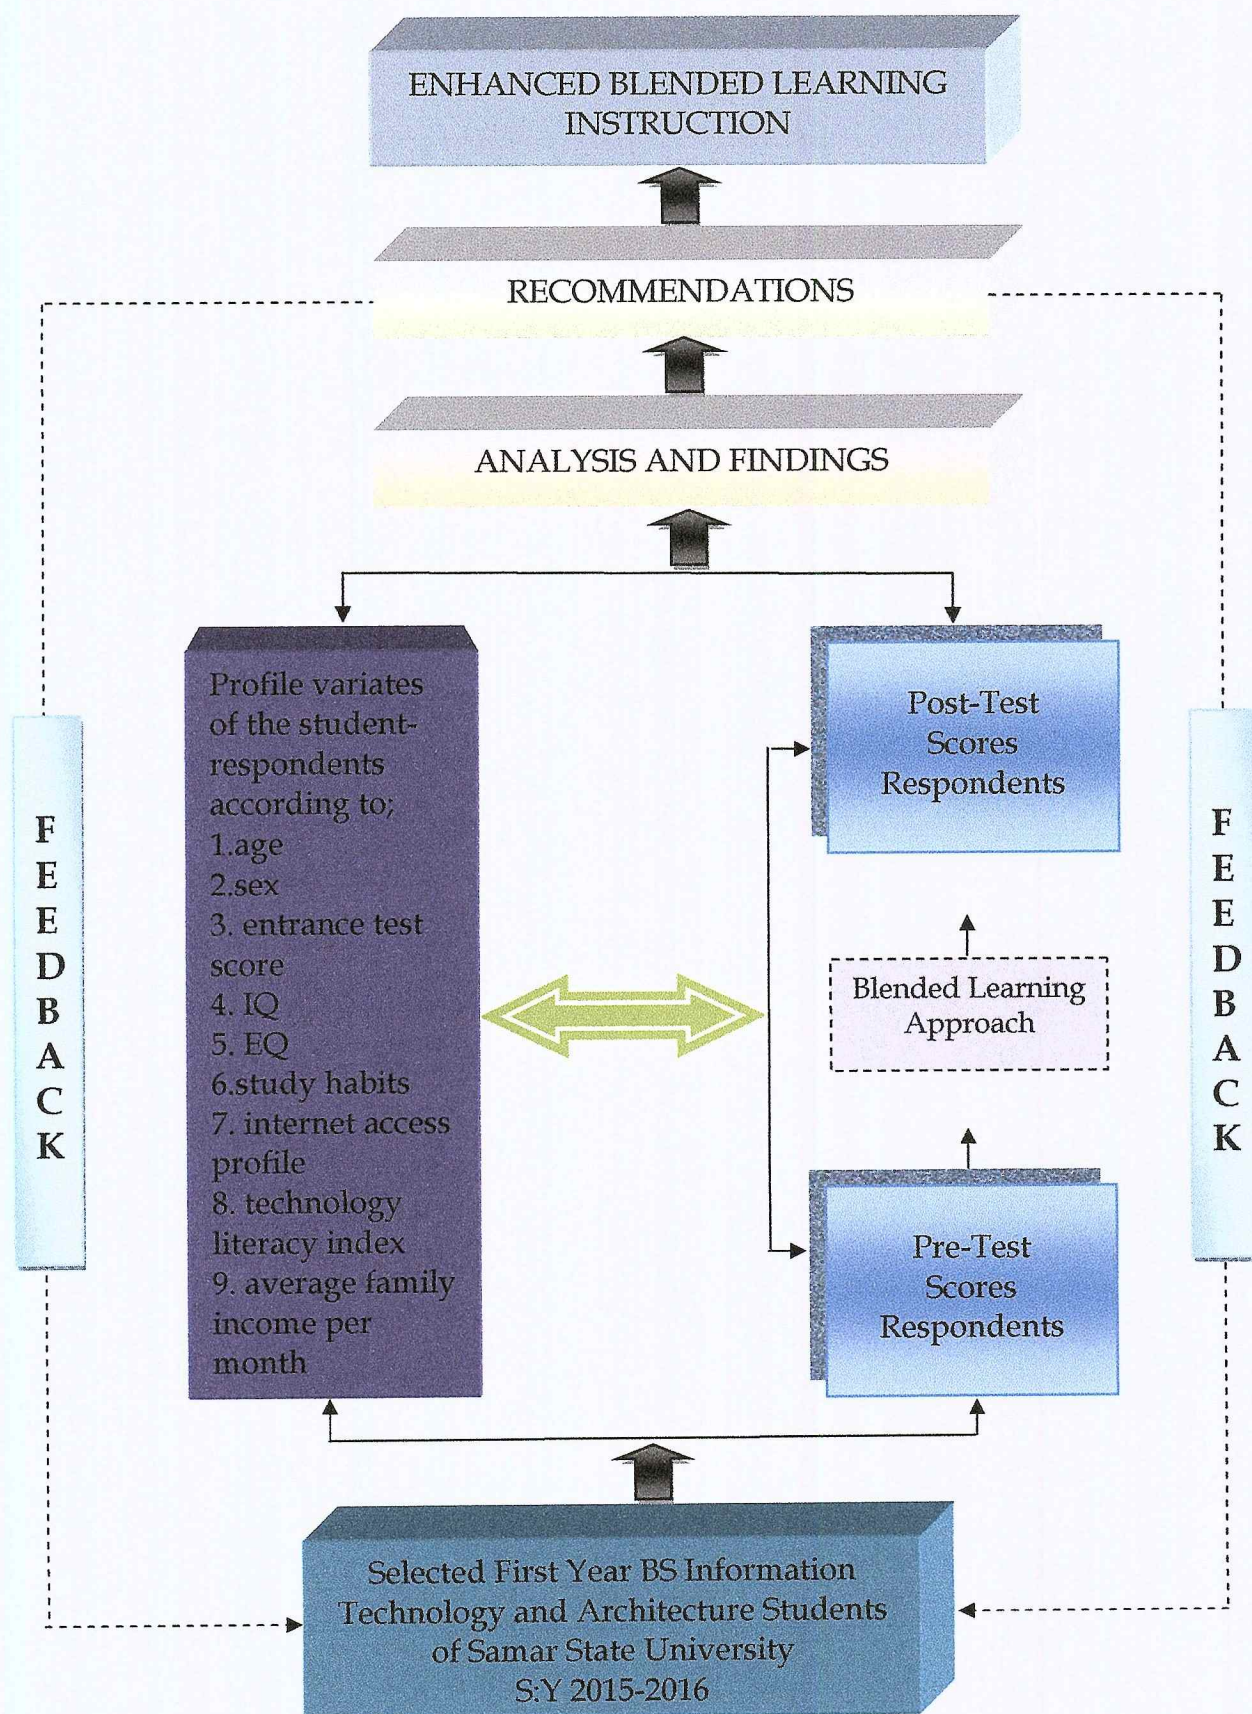 ENHANCED BLENDED LEARNING
INSTRUCTION
RECOMMENDATIONS
ANALYSIS AND FINDINGS
Profile variates
of the student-
respondents
according to;
1.age
2.sex
3. entrance test
score
4. IQ
5. EQ
6.study habits
7. internet access
profile
8. technology
literacy index
9. average family
income per
month
Post-Test
Scores
Respondents
Blended Learning
Approach
Pre-Test
Scores
Respondents
F
E
E
D
B
A
C
K
F
E
E
D
B
A
C
K
Selected First Year BS Information
Technology and Architecture Students
of Samar State University
S:Y 2015-2016